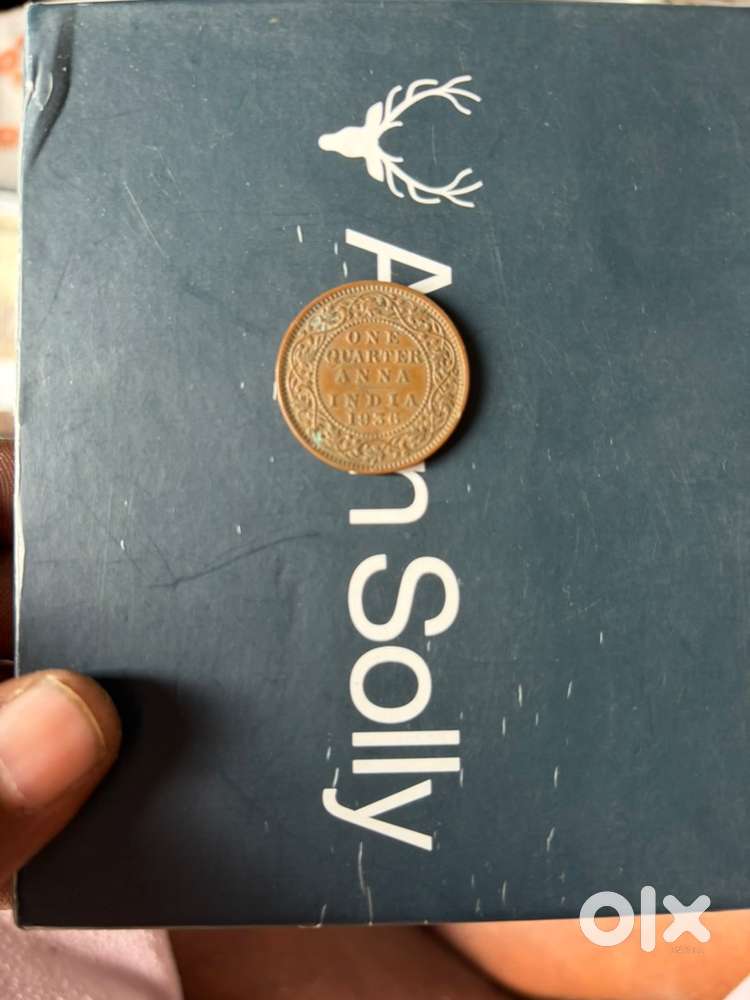 A n Solly
ONE
QUARTER
ANNA
INDIA
olx